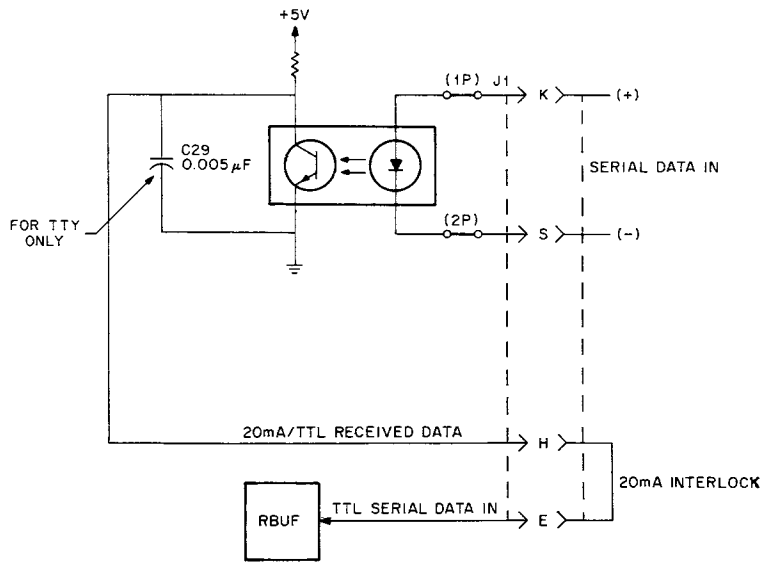 +5V
(1P) J1
K (+)
C29
0.005µF
SERIAL DATA IN
FOR TTY
ONLY
(2P)
S (-)
20mA/TTL RECEIVED DATA
H
20mA INTERLOCK
RBUF
TTL SERIAL DATA IN
E